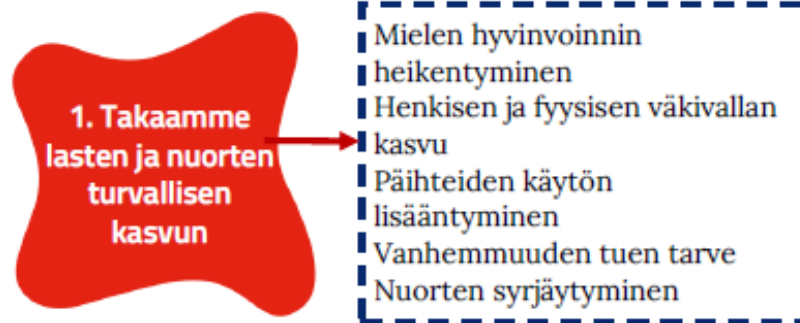 1. Takaamme
lasten ja nuorten
turvallisen
kasvun
Mielen hyvinvoinnin
heikentyminen
Henkisen ja fyysisen väkivallan
kasvu
Päihteiden käytön
lisääntyminen
Vanhemmuuden tuen tarve
Nuorten syrjäytyminen